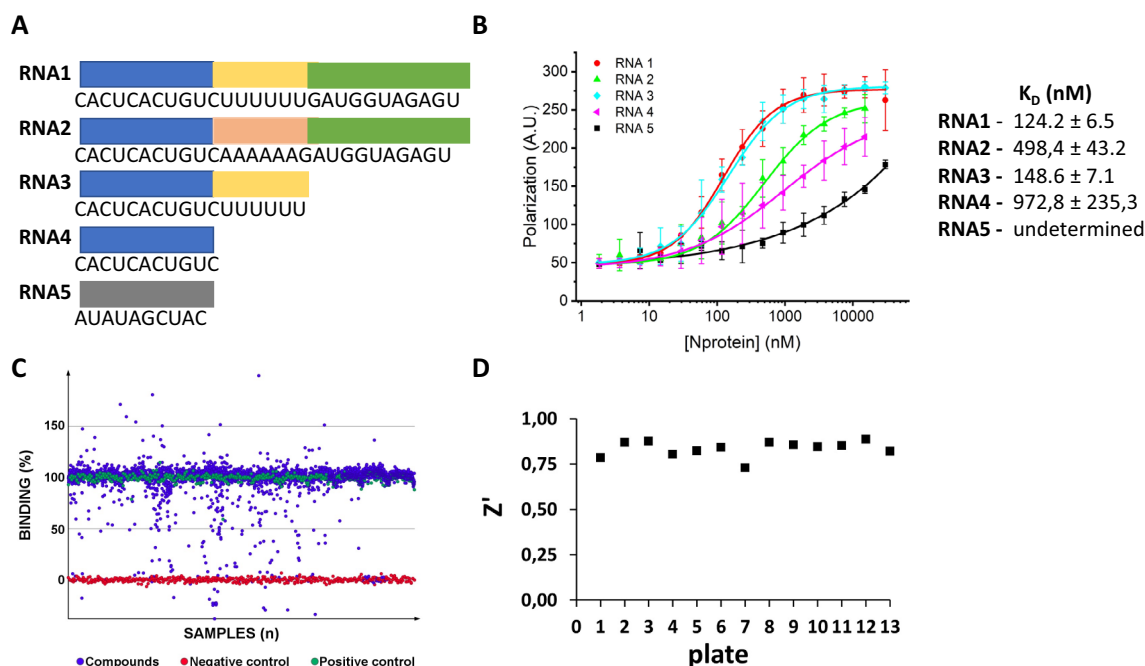 A
RNA1
CACUCACUGUCUUUUUUGAUGGUAGAGU
RNA2
CACUCACUGUCAAAAAAGAUGGUAGAGU
RNA3
CACUCACUGUCUUUUUU
RNA4
CACUCACUGUC
RNA5
AUAUAGCUAC
B
RNA 1
RNA 2
RNA 3
RNA 4
RNA 5
Polarization (A.U.)
300
250
200
150
100
50
0
1
10
100
1000
10000
[Nprotein] (nM)
K_D (nM)
RNA1 - 124.2 ± 6.5
RNA2 - 498,4 ± 43.2
RNA3 - 148.6 ± 7.1
RNA4 - 972,8 ± 235,3
RNA5 - undetermined
C
BINDING (%)
150
100
50
0
SAMPLES (n)
Compounds Negative control Positive control
D
Z'
1,00
0,75
0,50
0,25
0,00
0 1 2 3 4 5 6 7 8 9 10 11 12 13
plate